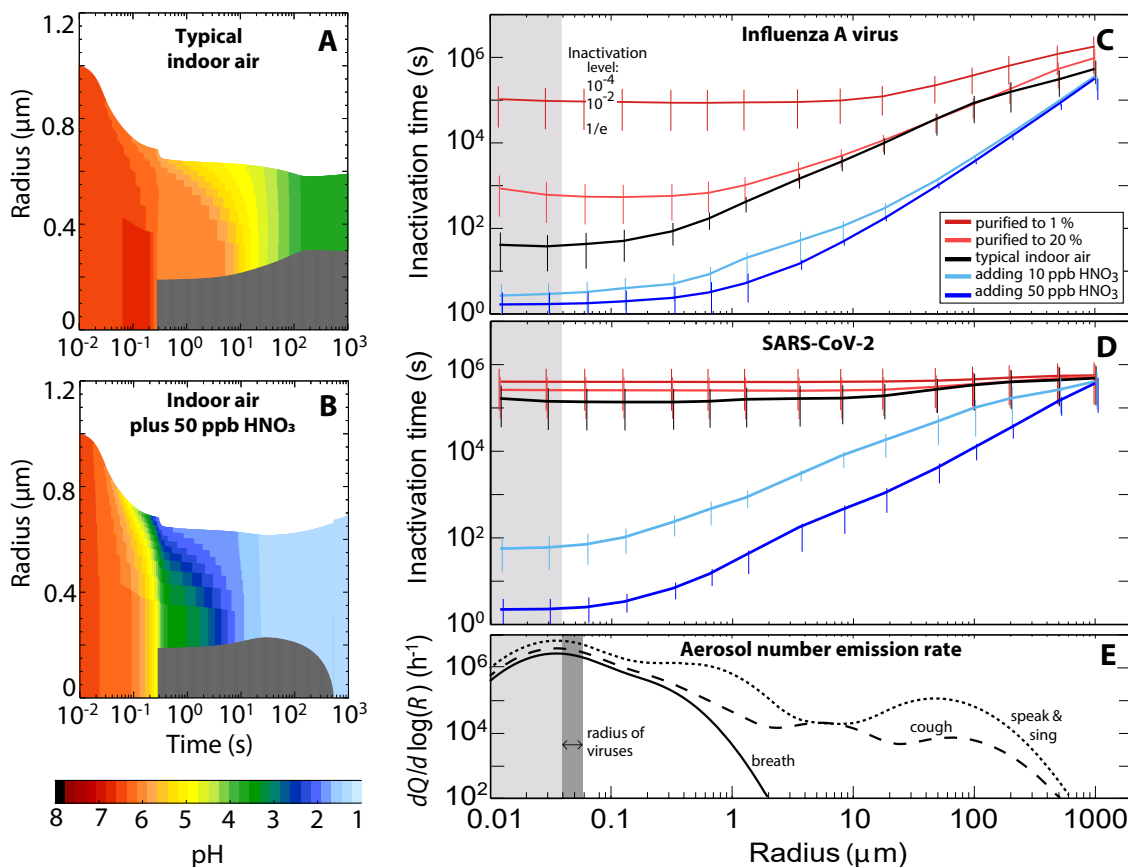 A
Typical
indoor air
Radius (μm)
1.2
0.8
0.4
0
10⁻² 10⁻¹ 10⁰ 10¹ 10² 10³
B
Indoor air
plus 50 ppb HNO₃
Radius (μm)
1.2
0.8
0.4
0
10⁻² 10⁻¹ 10⁰ 10¹ 10² 10³
Time (s)
8 7 6 5 4 3 2 1
pH
C
Influenza A virus
Inactivation time (s)
10⁶
10⁴
10²
10⁰
Inactivation
level:
10⁻⁴
10⁻²
1/e
purified to 1 %
purified to 20 %
typical indoor air
adding 10 ppb HNO₃
adding 50 ppb HNO₃
D
SARS-CoV-2
Inactivation time (s)
10⁶
10⁴
10²
10⁰
E
Aerosol number emission rate
dQ/d log(R) (h⁻¹)
10⁶
10⁴
10²
radius of
viruses
breath
cough
speak &
sing
0.01 0.1 1 10 100 1000
Radius (μm)